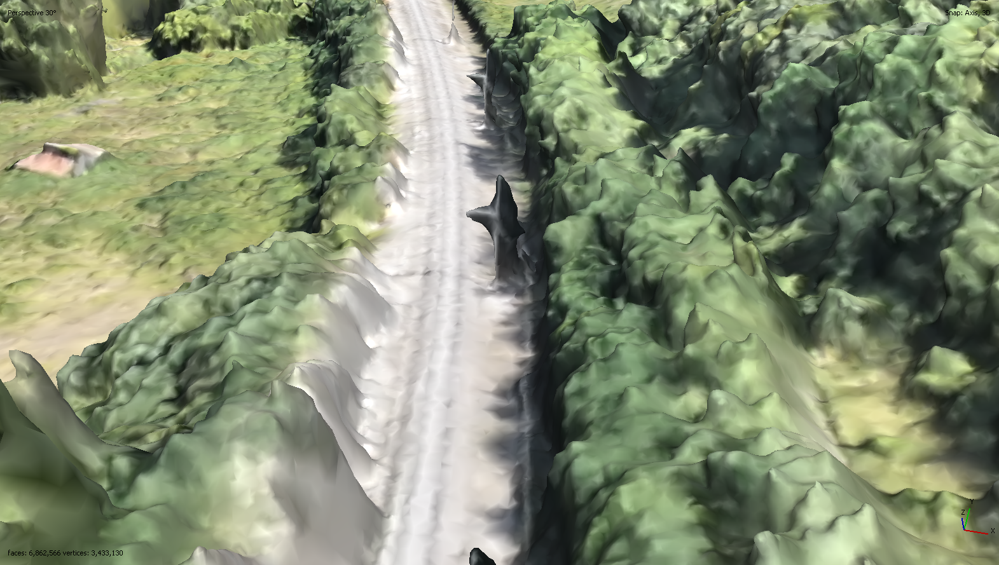 Perspective 30°
Snap: Axis, 3D
Y
Z
X
faces: 6,862,566 vertices: 3,433,130